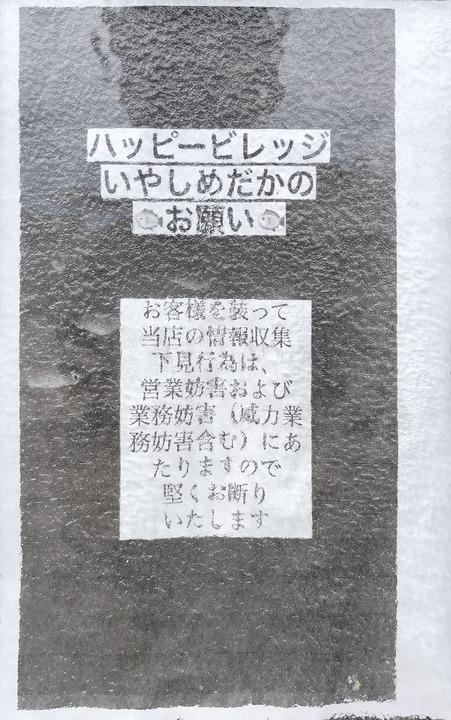 ハッピービレッジ
いやしめだかの
🐟お願い🐟
お客様を装って
当店の情報収集
下見行為は、
営業妨害および
業務妨害（威力業
務妨害含む）にあ
たりますので
堅くお断り
いたします